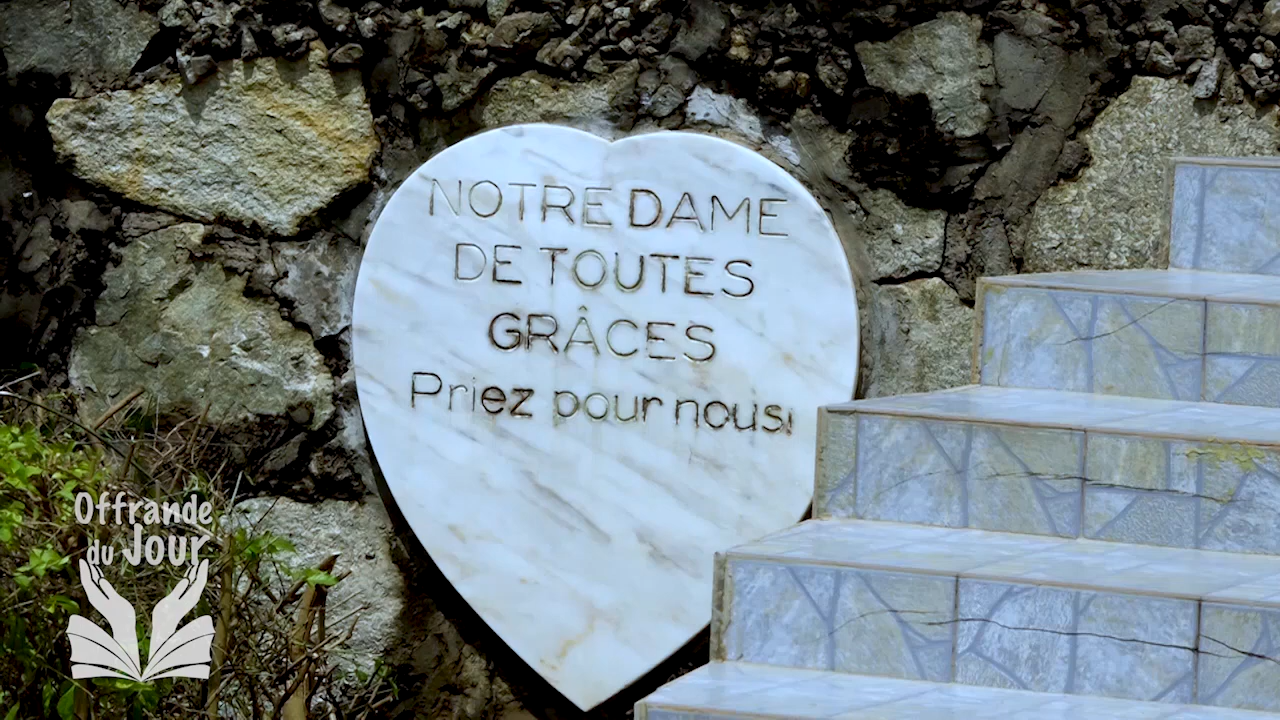 NOTRE DAME
DE TOUTES
GRÂCES
Priez pour nous!
Offrande
du Jour